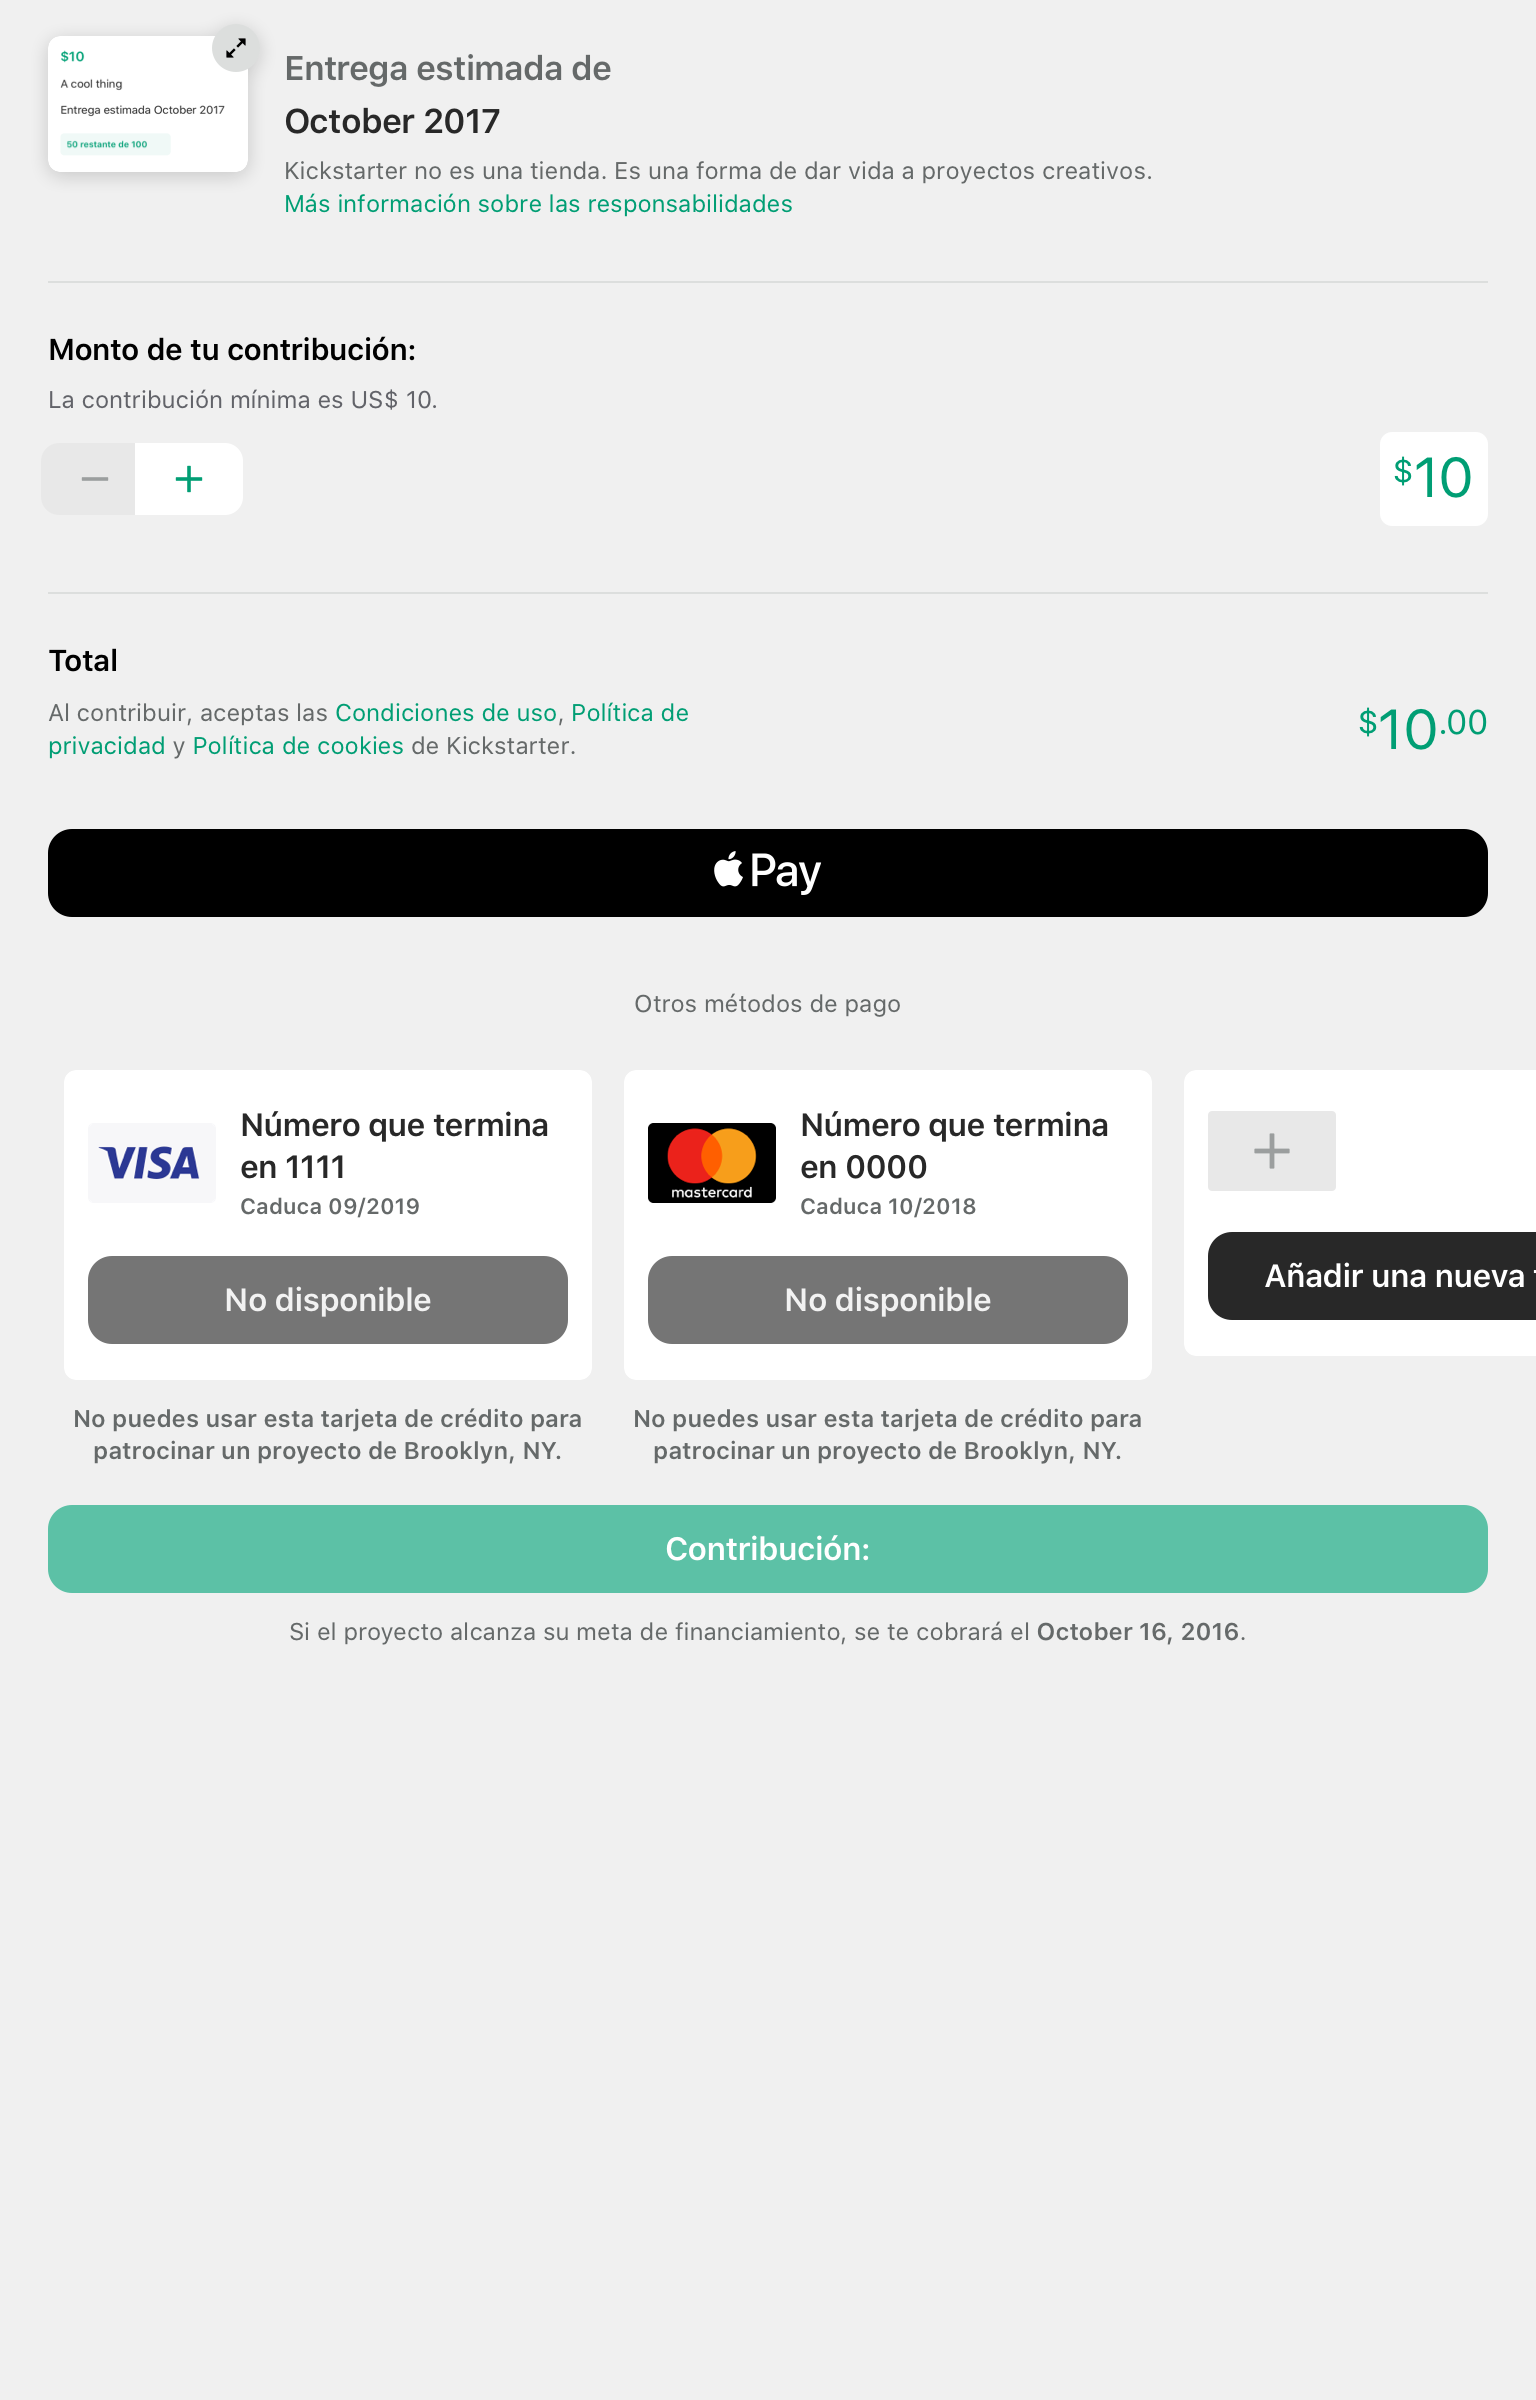 $10
A cool thing
Entrega estimada October 2017
50 restante de 100
Entrega estimada de
October 2017
Kickstarter no es una tienda. Es una forma de dar vida a proyectos creativos.
Más información sobre las responsabilidades
Monto de tu contribución:
La contribución mínima es US$ 10.
$10
Total
Al contribuir, aceptas las Condiciones de uso, Política de
privacidad y Política de cookies de Kickstarter.
$10.00
Pay
Otros métodos de pago
VISA
Número que termina
en 1111
Caduca 09/2019
No disponible
No puedes usar esta tarjeta de crédito para
patrocinar un proyecto de Brooklyn, NY.
mastercard
Número que termina
en 0000
Caduca 10/2018
No disponible
No puedes usar esta tarjeta de crédito para
patrocinar un proyecto de Brooklyn, NY.
Añadir una nueva
Contribución:
Si el proyecto alcanza su meta de financiamiento, se te cobrará el October 16, 2016.